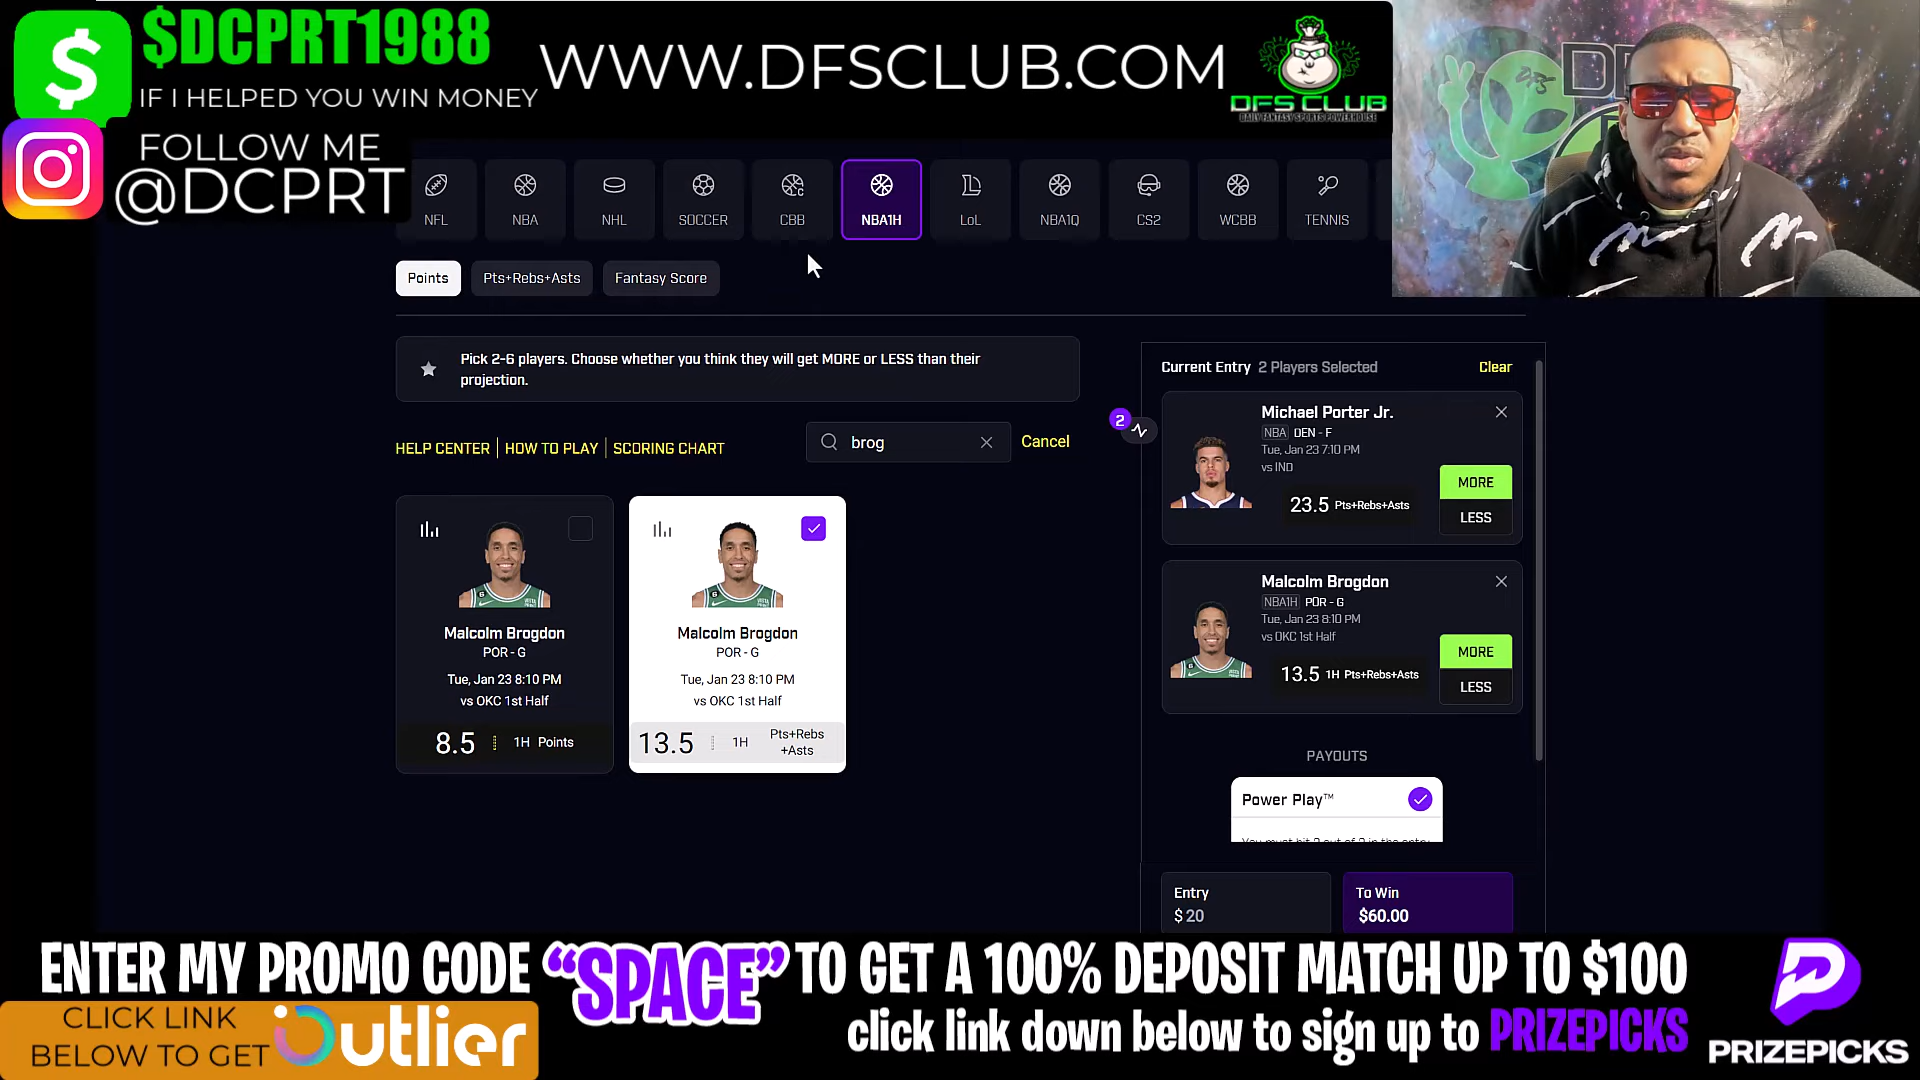 $DCPRT1988
IF I HELPED YOU WIN MONEY
WWW.DFSCLUB.COM
DFS CLUB
DAILY FANTASY SPORTS POWERHOUSE
FOLLOW ME
@DCPRT
NFL
NBA
NHL
SOCCER
CBB
NBA1H
LoL
NBA1Q
CS2
WCBB
TENNIS
Points
Pts+Rebs+Asts
Fantasy Score
Pick 2-6 players. Choose whether you think they will get MORE or LESS than their
projection.
HELP CENTER
HOW TO PLAY
SCORING CHART
brog
Cancel
Malcolm Brogdon
POR - G
Tue, Jan 23 8:10 PM
vs OKC 1st Half
8.5 1H Points
Malcolm Brogdon
POR - G
Tue, Jan 23 8:10 PM
vs OKC 1st Half
13.5 1H Pts+Rebs
+Asts
Current Entry 2 Players Selected
Clear
2
Michael Porter Jr.
NBA DEN - F
Tue, Jan 23 7:10 PM
vs IND
23.5 Pts+Rebs+Asts
MORE
LESS
Malcolm Brogdon
NBA1H POR - G
Tue, Jan 23 8:10 PM
vs OKC 1st Half
13.5 1H Pts+Rebs+Asts
MORE
LESS
PAYOUTS
Power Play™
Entry
$ 20
To Win
$60.00
ENTER MY PROMO CODE “SPACE” TO GET A 100% DEPOSIT MATCH UP TO $100
click link down below to sign up to PRIZEPICKS
CLICK LINK
BELOW TO GET
Outlier
PRIZEPICKS